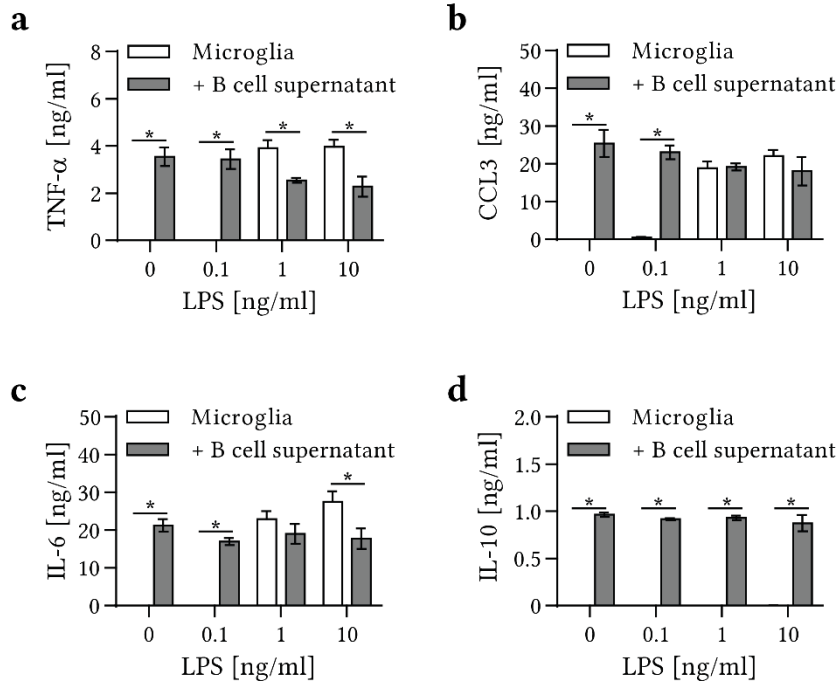 a
Microglia
+ B cell supernatant
TNF-α [ng/ml]
8
6
4
2
0
* * * *
0 0.1 1 10
LPS [ng/ml]
b
Microglia
+ B cell supernatant
CCL3 [ng/ml]
50
40
30
20
10
0
* *
0 0.1 1 10
LPS [ng/ml]
c
Microglia
+ B cell supernatant
IL-6 [ng/ml]
50
40
30
20
10
0
* * *
0 0.1 1 10
LPS [ng/ml]
d
Microglia
+ B cell supernatant
IL-10 [ng/ml]
2.0
1.5
1.0
0.5
0
* * * *
0 0.1 1 10
LPS [ng/ml]